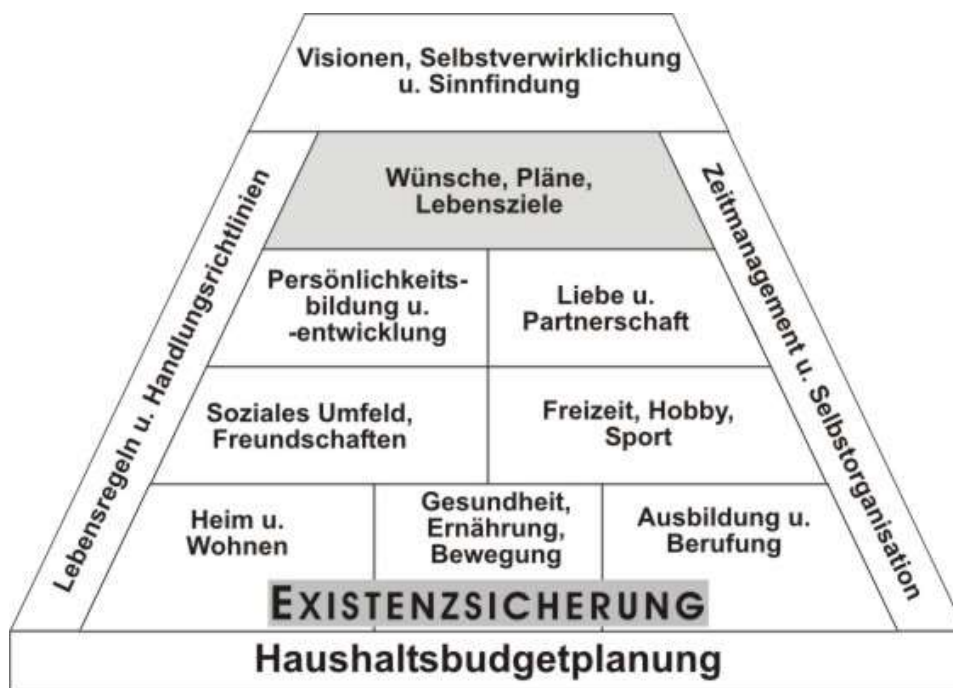 Visionen, Selbstverwirklichung
u. Sinnfindung
Lebensregeln u. Handlungsrichtlinien
Wünsche, Pläne,
Lebensziele
Zeitmanagement u. Selbstorganisation
Persönlichkeits-
bildung u.
-entwicklung
Liebe u.
Partnerschaft
Soziales Umfeld,
Freundschaften
Freizeit, Hobby,
Sport
Heim u.
Wohnen
Gesundheit,
Ernährung,
Bewegung
Ausbildung u.
Berufung
EXISTENZSICHERUNG
Haushaltsbudgetplanung